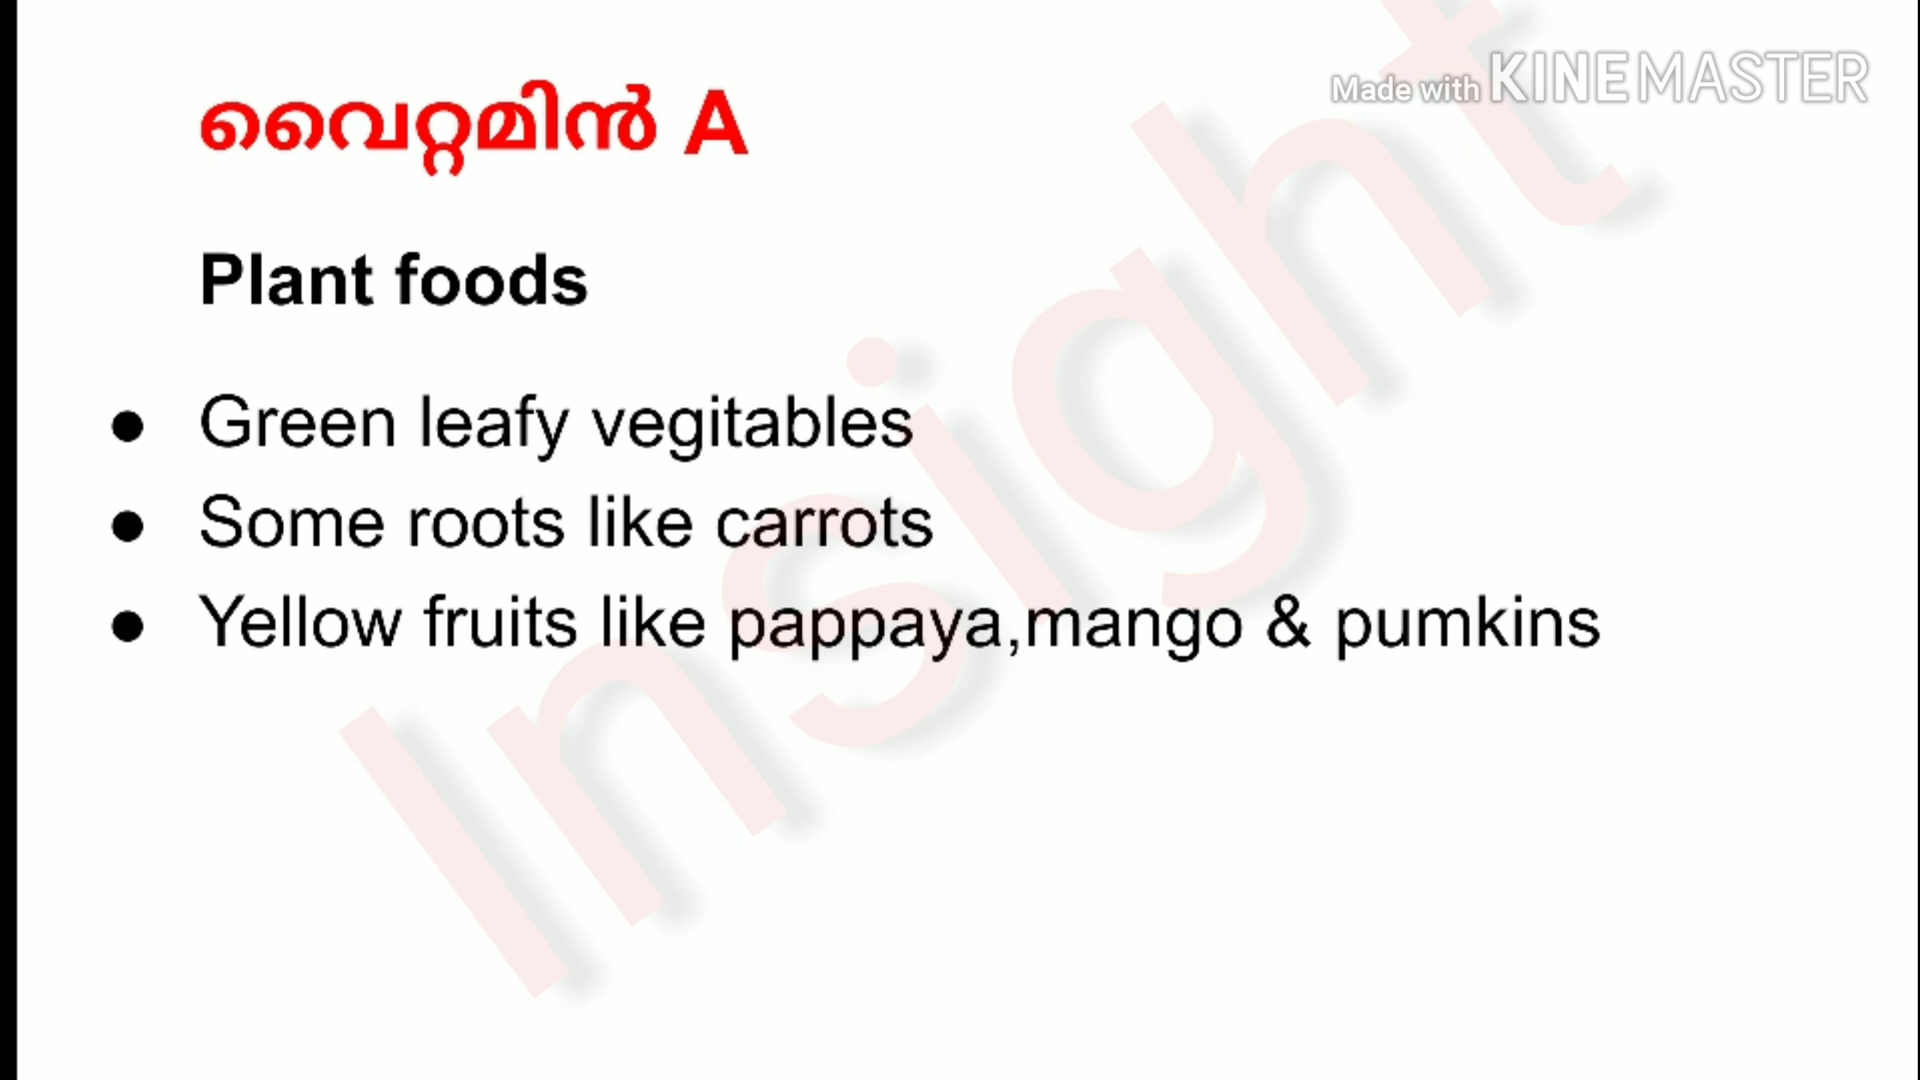 Made with KINEMASTER
വൈറ്റമിൻ A
Plant foods
● Green leafy vegitables
● Some roots like carrots
● Yellow fruits like pappaya,mango & pumkins
Insight